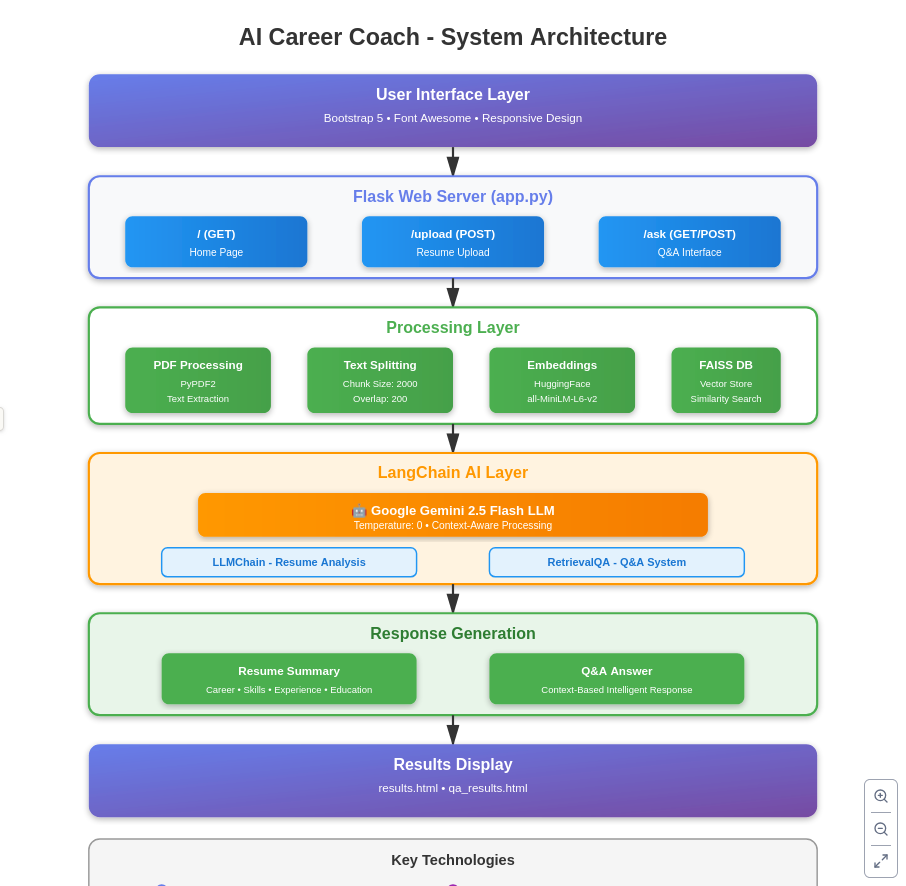 AI Career Coach - System Architecture
User Interface Layer
Bootstrap 5 • Font Awesome • Responsive Design
Flask Web Server (app.py)
/ (GET)
Home Page
/upload (POST)
Resume Upload
/ask (GET/POST)
Q&A Interface
Processing Layer
PDF Processing
PyPDF2
Text Extraction
Text Splitting
Chunk Size: 2000
Overlap: 200
Embeddings
HuggingFace
all-MiniLM-L6-v2
FAISS DB
Vector Store
Similarity Search
LangChain AI Layer
🤖 Google Gemini 2.5 Flash LLM
Temperature: 0 • Context-Aware Processing
LLMChain - Resume Analysis
RetrievalQA - Q&A System
Response Generation
Resume Summary
Career • Skills • Experience • Education
Q&A Answer
Context-Based Intelligent Response
Results Display
results.html • qa_results.html
Key Technologies